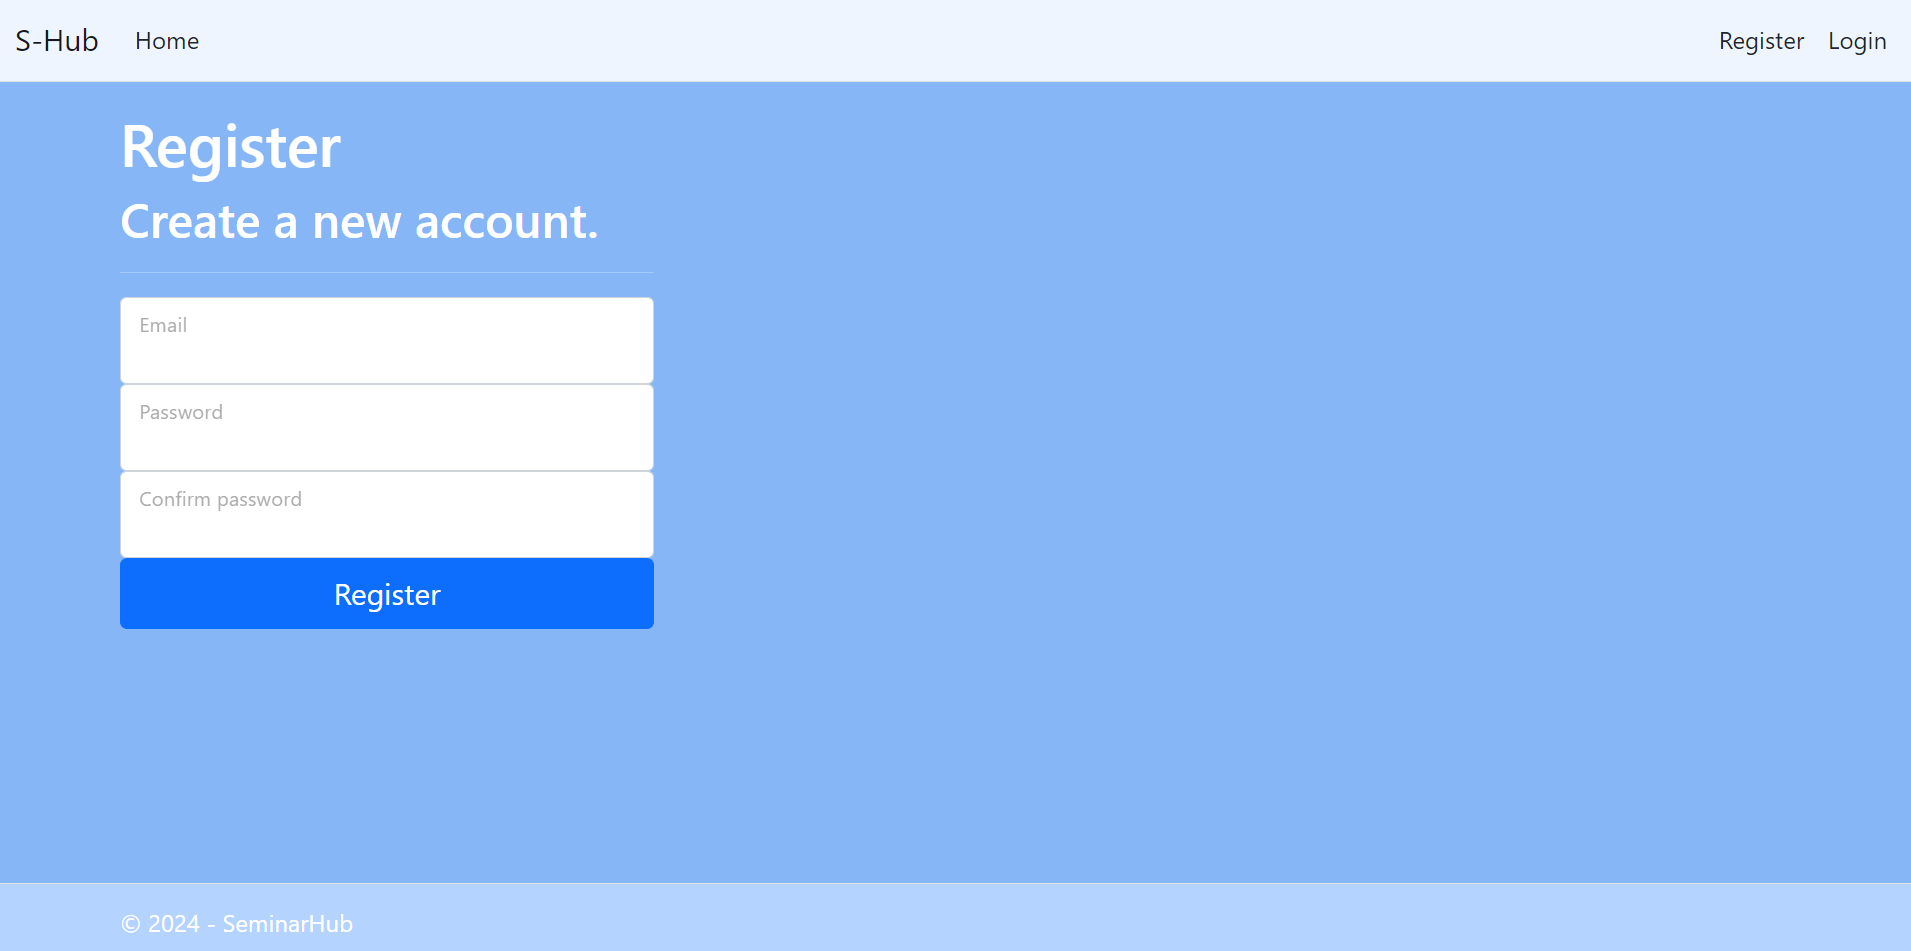 S-Hub Home Register Login
Register
Create a new account.
Email
Password
Confirm password
Register
© 2024 - SeminarHub